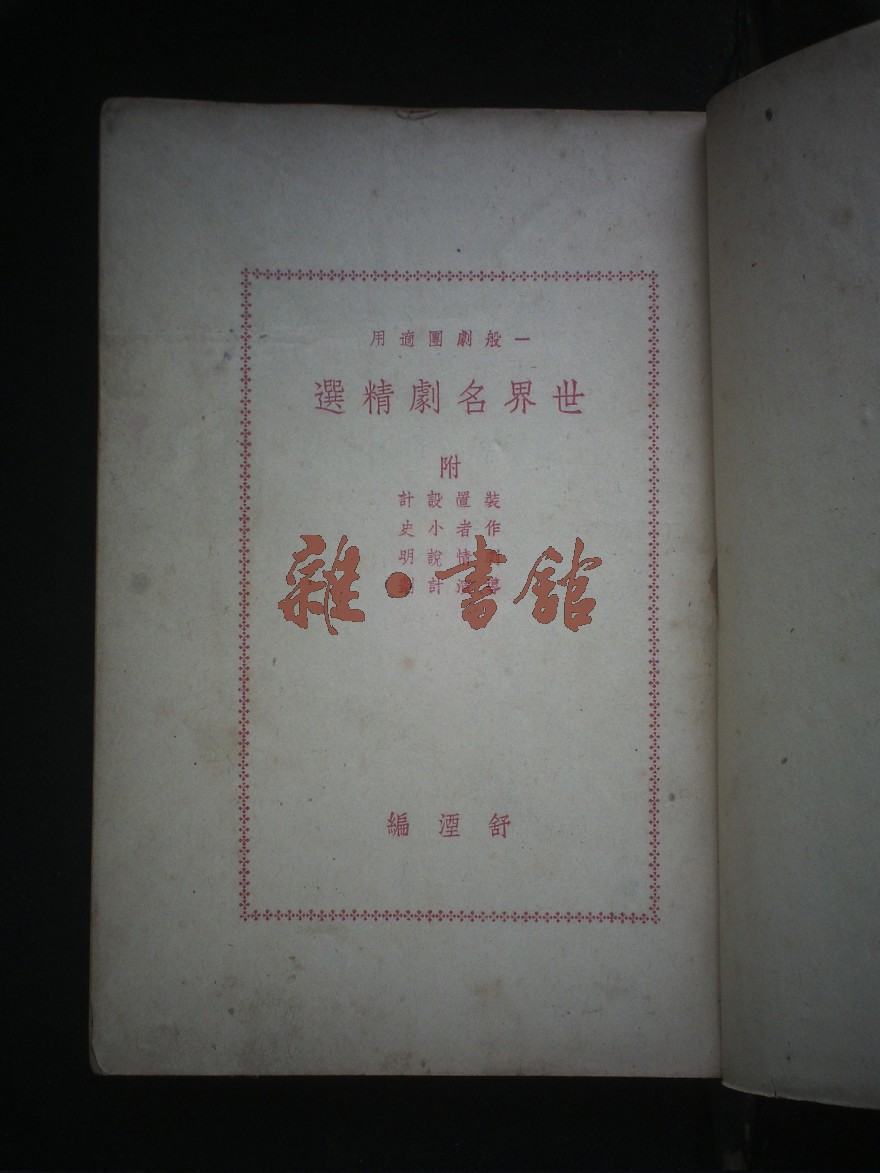 一般劇團適用
世界名劇精選
附
裝置設計
作者小史
情說明
計
舒湮編
雜·書館